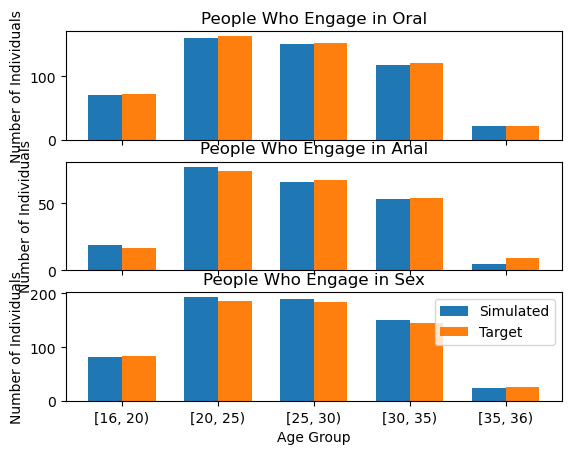 People Who Engage in Oral
Number of Individuals
100
0
People Who Engage in Anal
Number of Individuals
50
0
People Who Engage in Sex
Number of Individuals
200
100
0
Simulated
Target
[16, 20)
[20, 25)
[25, 30)
[30, 35)
[35, 36)
Age Group